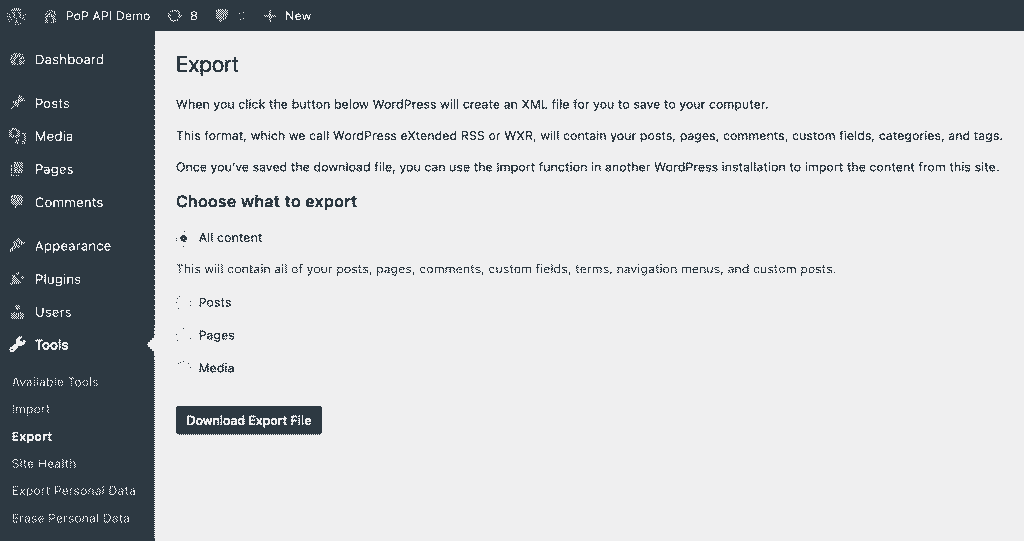 PoP API Demo 8 New
Dashboard
Posts
Media
Pages
Comments
Appearance
Plugins
Users
Tools
Available Tools
Import
Export
Site Health
Export Personal Data
Erase Personal Data
Export
When you click the button below WordPress will create an XML file for you to save to your computer.
This format, which we call WordPress eXtended RSS or WXR, will contain your posts, pages, comments, custom fields, categories, and tags.
Once you've saved the download file, you can use the Import function in another WordPress installation to import the content from this site.
Choose what to export
All content
This will contain all of your posts, pages, comments, custom fields, terms, navigation menus, and custom posts.
Posts
Pages
Media
Download Export File